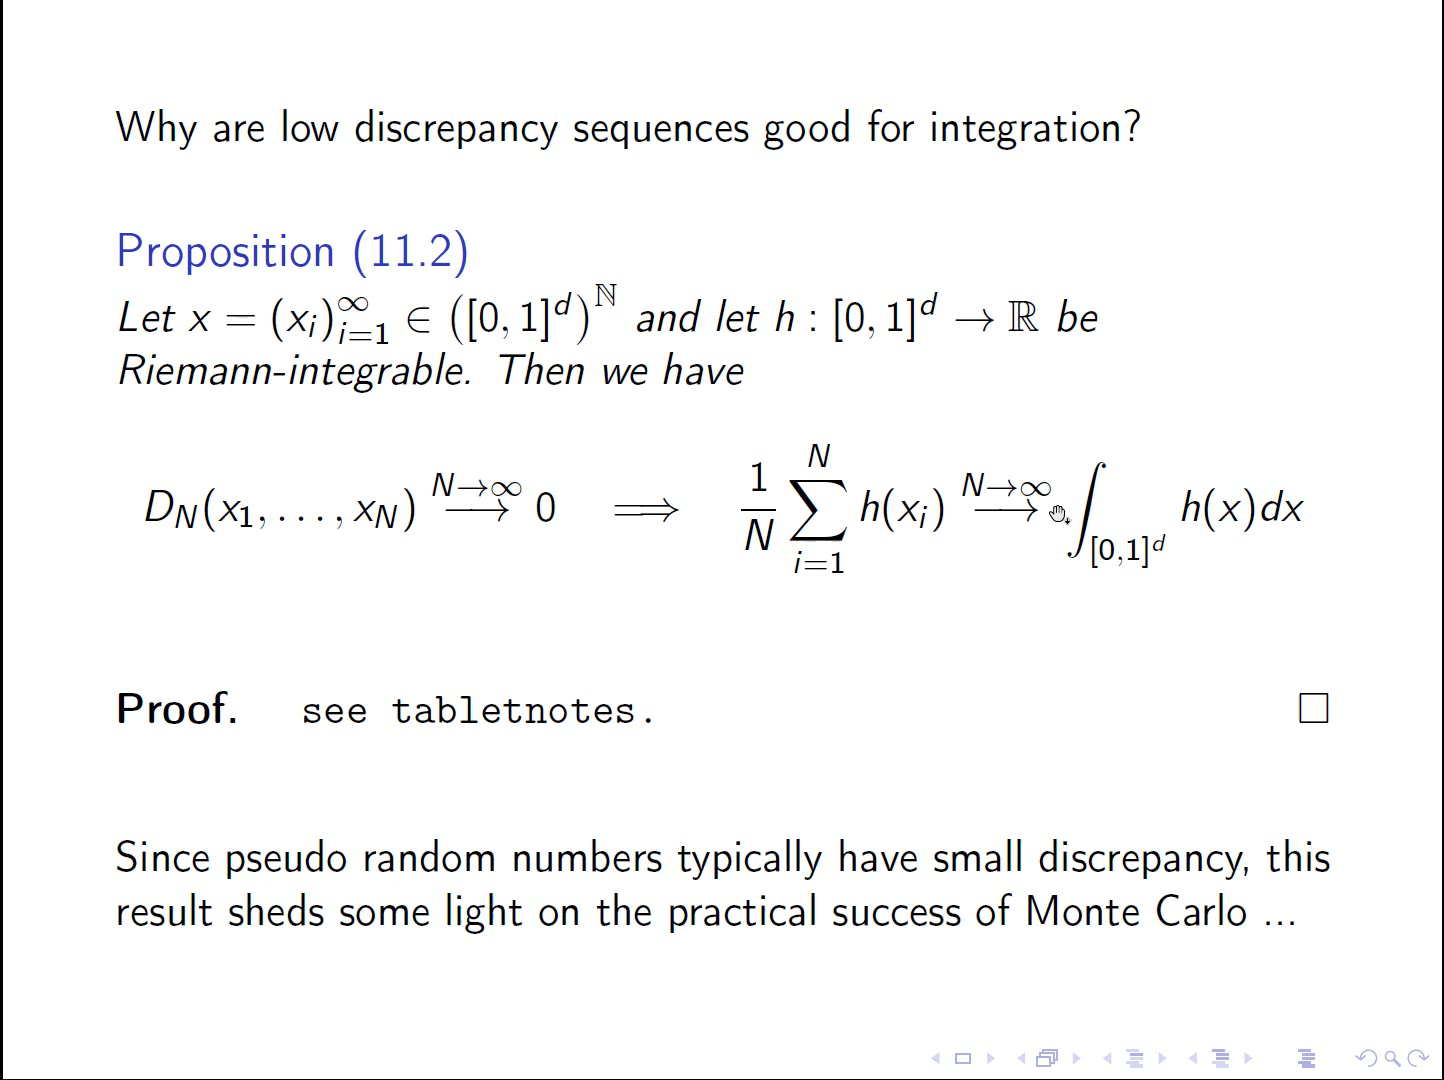 Why are low discrepancy sequences good for integration?
Proposition (11.2)
Let x = (x_i)_{i=1}^∞ ∈ ([0, 1]^d)^ℕ and let h : [0, 1]^d → ℝ be
Riemann-integrable. Then we have
D_N(x_1, . . . , x_N) \overset{N→∞}{⟶} 0 ⟹ \frac{1}{N} \sum_{i=1}^{N} h(x_i) \overset{N→∞}{⟶} ∫_{[0,1]^d} h(x)dx
Proof. see tabletnotes. □
Since pseudo random numbers typically have small discrepancy, this
result sheds some light on the practical success of Monte Carlo ...